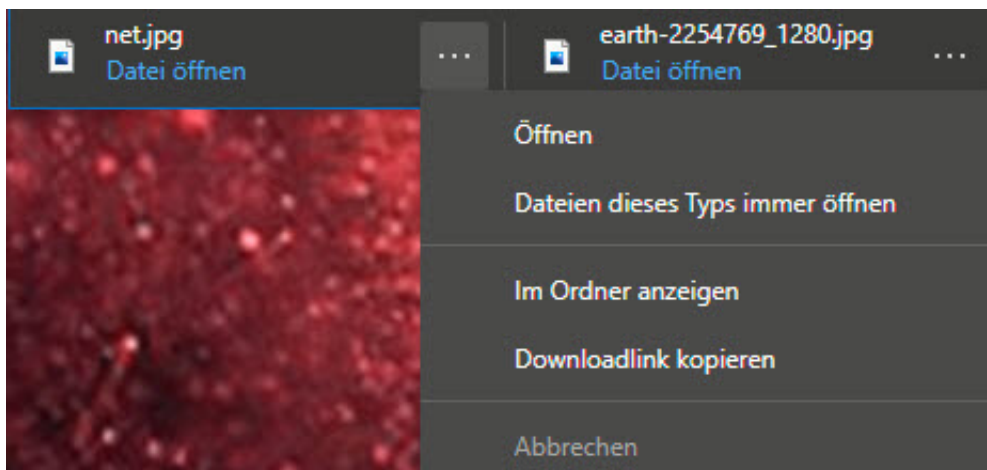 net.jpg
Datei öffnen
...
earth-2254769_1280.jpg
Datei öffnen
...
Öffnen
Dateien dieses Typs immer öffnen
Im Ordner anzeigen
Downloadlink kopieren
Abbrechen